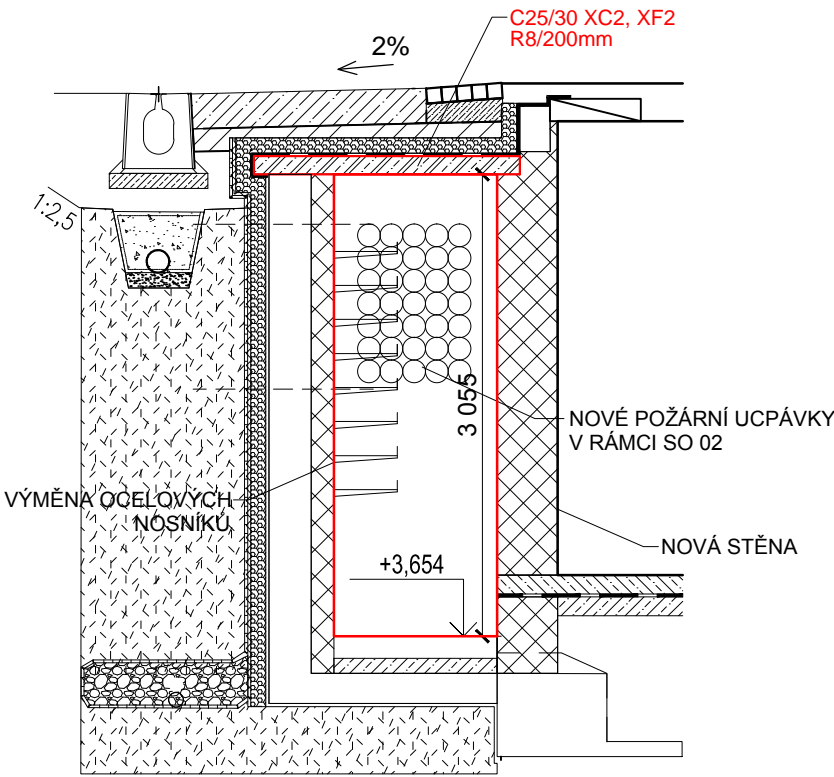 C25/30 XC2, XF2
R8/200mm
2%
1:2,5
3 055
NOVÉ POŽÁRNÍ UCPÁVKY
V RÁMCI SO 02
VÝMĚNA OCELOVÝCH
NOSNÍKŮ
NOVÁ STĚNA
+3,654